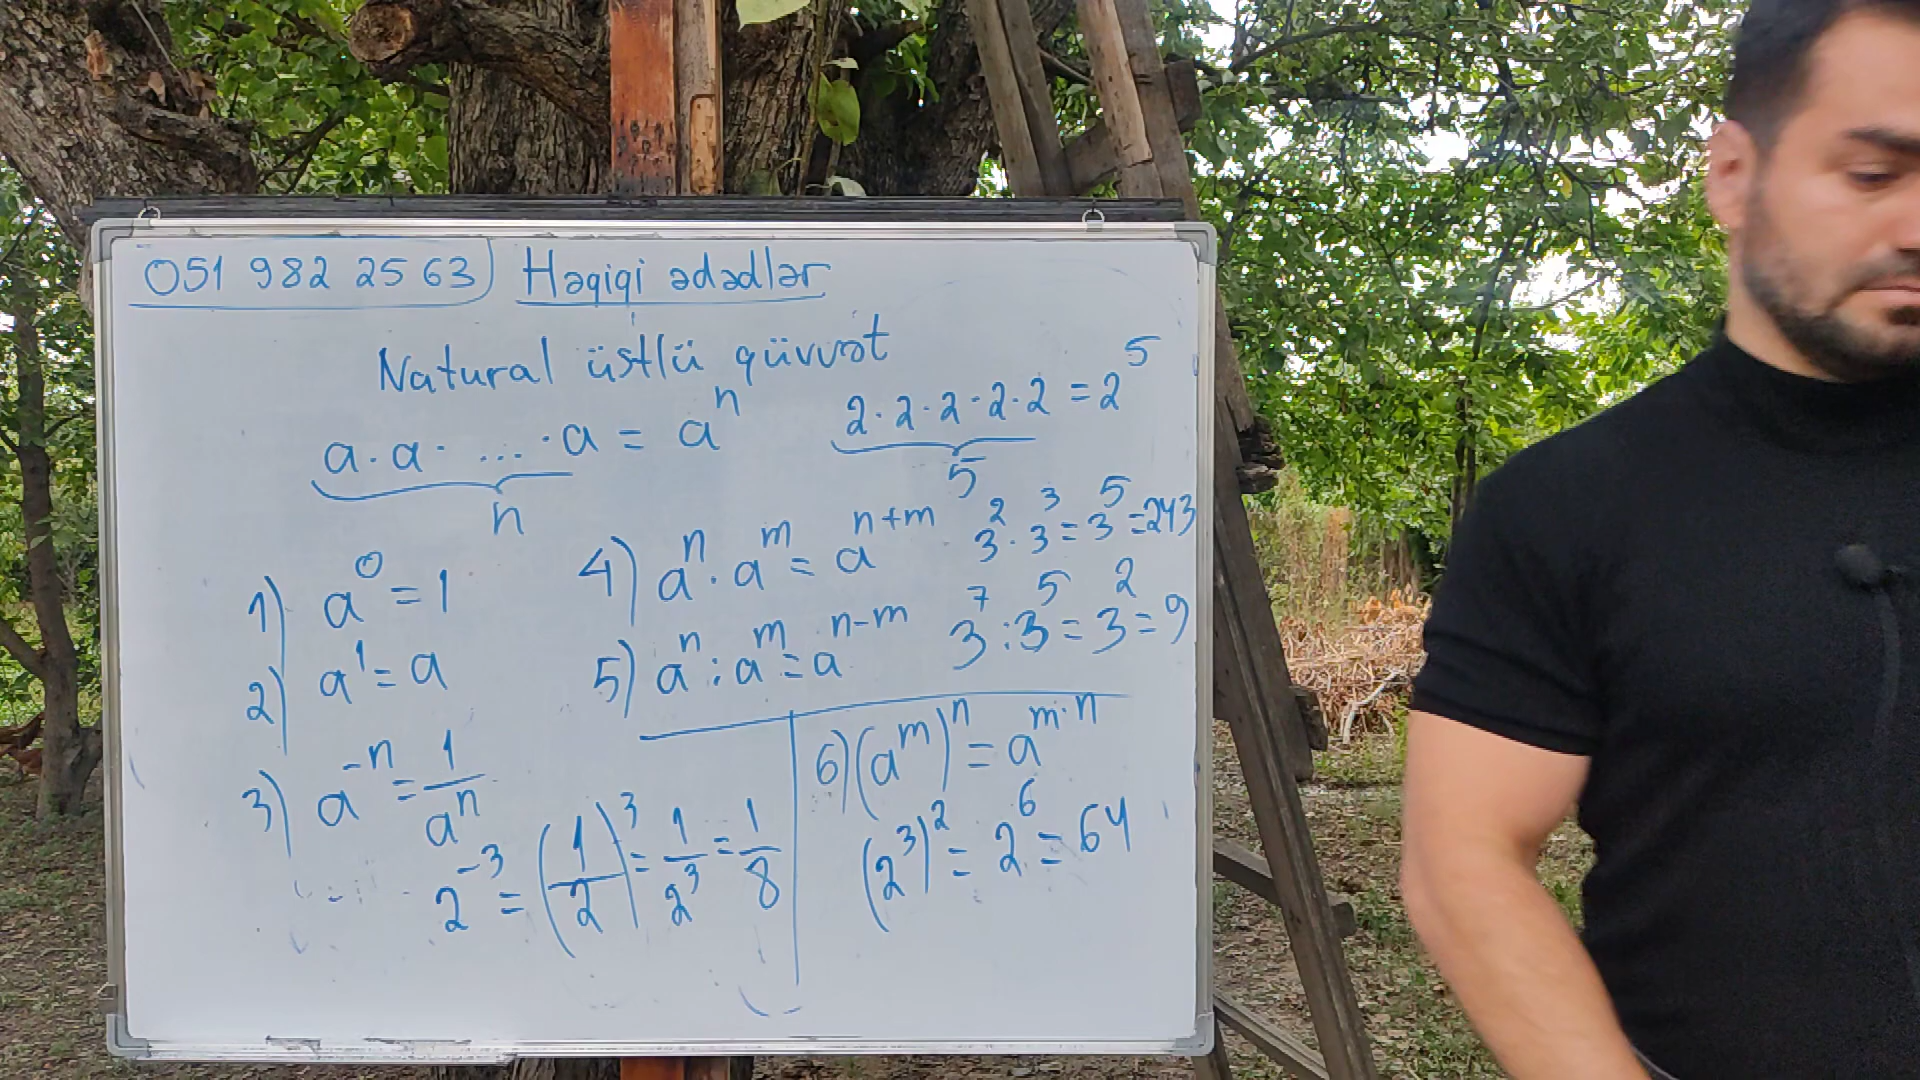 051 982 25 63) Həqiqi ədədlər
Natural üstlü qüvvət
a·a· ... ·a = aⁿ
n
2·2·2·2·2 = 2⁵
5
1) a⁰ = 1
2) a¹ = a
3) a⁻ⁿ = 1/aⁿ
2⁻³ = (1/2)³ = 1/2³ = 1/8
4) aⁿ · aᵐ = aⁿ⁺ᵐ 3² · 3³ = 3⁵ = 243
5) aⁿ : aᵐ = aⁿ⁻ᵐ 3⁷ : 3⁵ = 3² = 9
6) (aᵐ)ⁿ = aᵐ·ⁿ
(2³)² = 2⁶ = 64